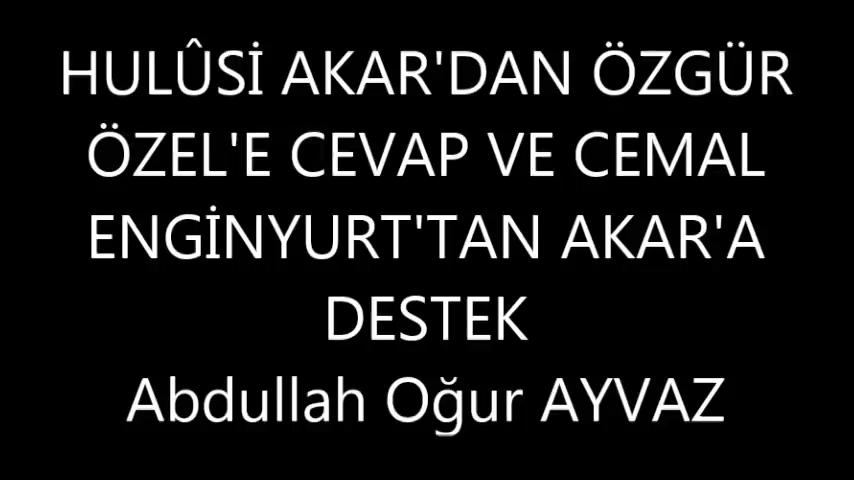 HULÛSİ AKAR'DAN ÖZGÜR
ÖZEL'E CEVAP VE CEMAL
ENGİNYURT'TAN AKAR'A
DESTEK
Abdullah Oğur AYVAZ